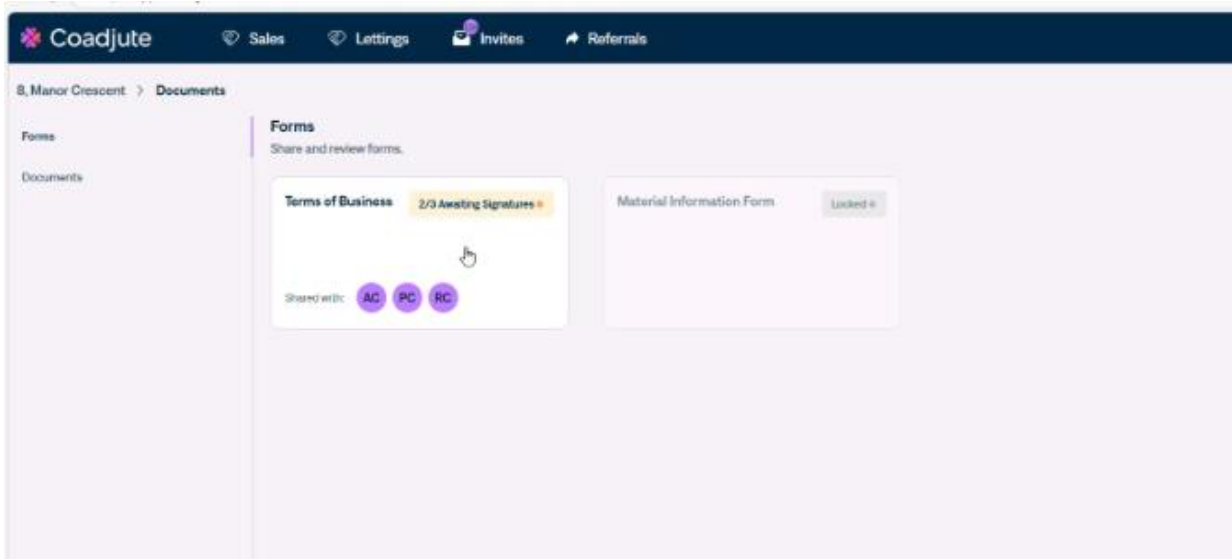 Coadjute
Sales
Lettings
Invites
Referrals
8, Manor Crescent > Documents
Forms
Documents
Forms
Share and review forms.
Terms of Business
2/3 Awaiting Signatures
Shared with: AC PC RC
Material Information Form
Locked